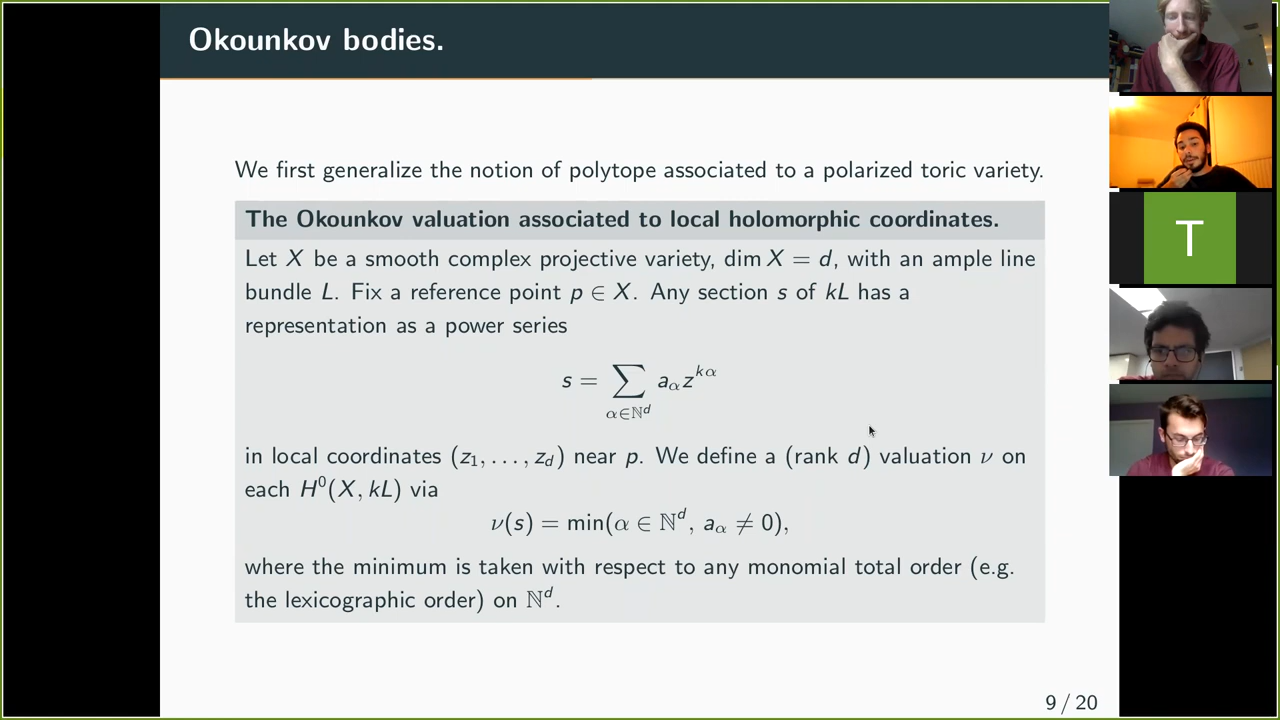 Okounkov bodies.
We first generalize the notion of polytope associated to a polarized toric variety.
The Okounkov valuation associated to local holomorphic coordinates.
Let X be a smooth complex projective variety, dim X = d, with an ample line
bundle L. Fix a reference point p ∈ X. Any section s of kL has a
representation as a power series
s = ∑_{α∈ℕ^d} a_α z^{kα}
in local coordinates (z_1, …, z_d) near p. We define a (rank d) valuation ν on
each H^0(X, kL) via
ν(s) = min(α ∈ ℕ^d, a_α ≠ 0),
where the minimum is taken with respect to any monomial total order (e.g.
the lexicographic order) on ℕ^d.
9 / 20
T